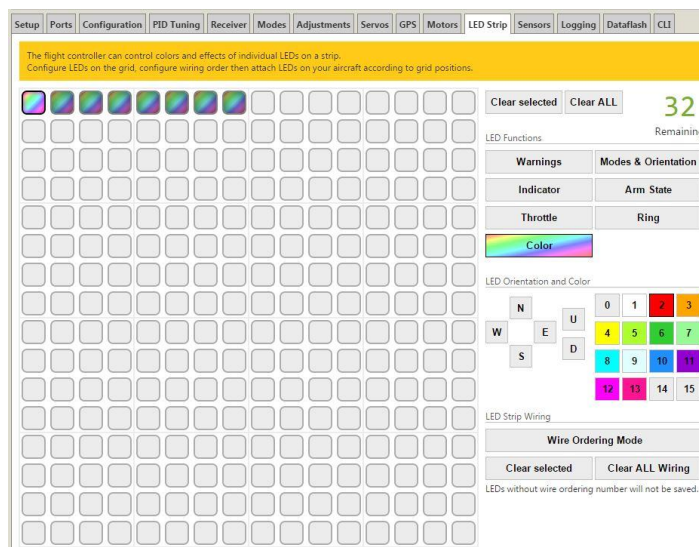 Setup Ports Configuration PID Tuning Receiver Modes Adjustments Servos GPS Motors LED Strip Sensors Logging Dataflash CLI
The flight controller can control colors and effects of individual LEDs on a strip.
Configure LEDs on the grid, configure wiring order then attach LEDs on your aircraft according to grid positions.
Clear selected Clear ALL 32
Remaining
LED Functions
Warnings Modes & Orientation
Indicator Arm State
Throttle Ring
Color
LED Orientation and Color
N U 0 1 2 3
W E 4 5 6 7
S D 8 9 10 11
12 13 14 15
LED Strip Wiring
Wire Ordering Mode
Clear selected Clear ALL Wiring
LEDs without wire ordering number will not be saved.